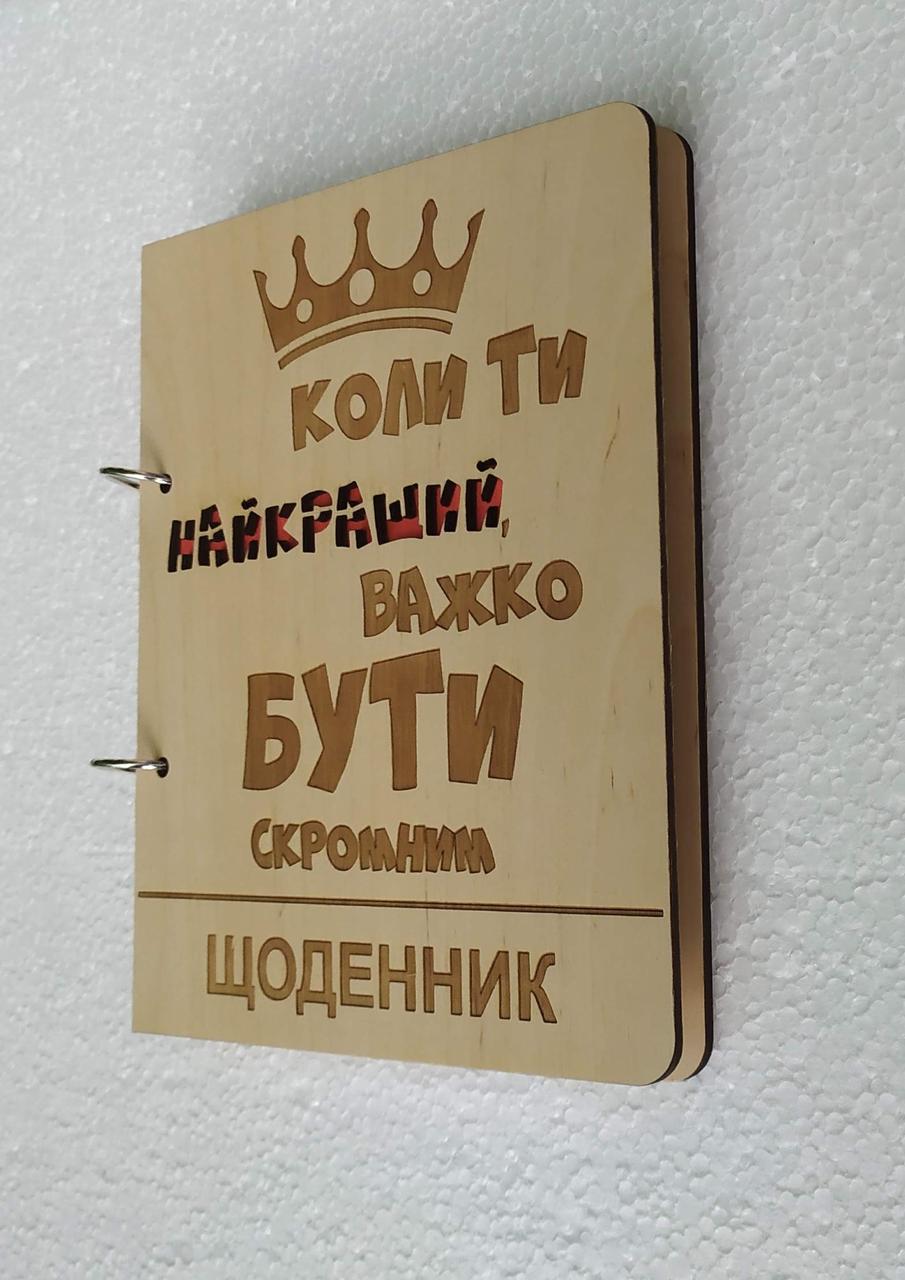 КОЛИ ТИ
НАЙКРАЩИЙ,
ВАЖКО
БУТИ
СКРОМНИМ
ЩОДЕННИК